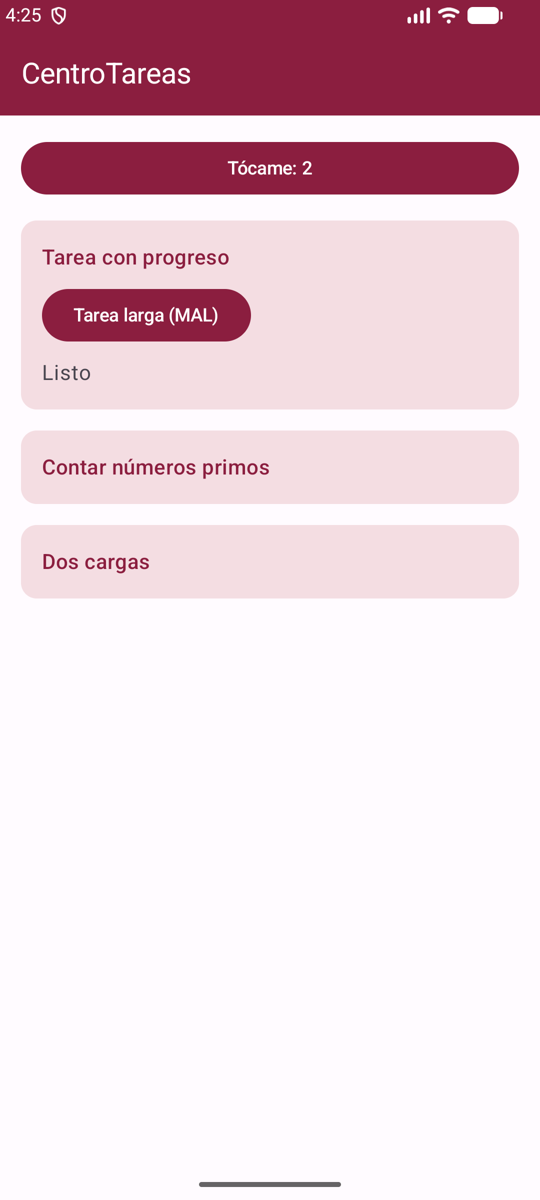 4:25
CentroTareas
Tócame: 2
Tarea con progreso
Tarea larga (MAL)
Listo
Contar números primos
Dos cargas